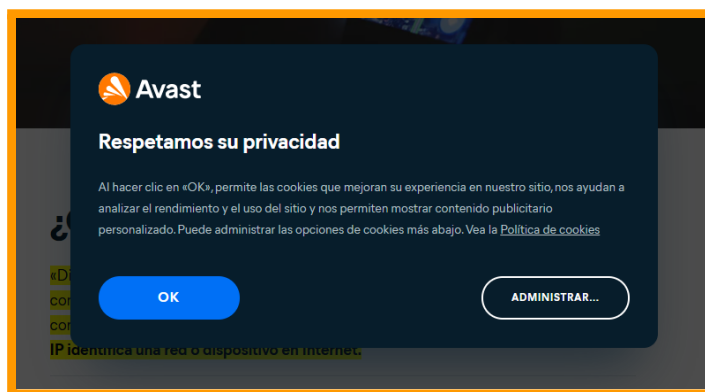 Avast
Respetamos su privacidad
Al hacer clic en «OK», permite las cookies que mejoran su experiencia en nuestro sitio, nos ayudan a
analizar el rendimiento y el uso del sitio y nos permiten mostrar contenido publicitario
personalizado. Puede administrar las opciones de cookies más abajo. Vea la Política de cookies
OK
ADMINISTRAR...
IP identifica una red o dispositivo en Internet.